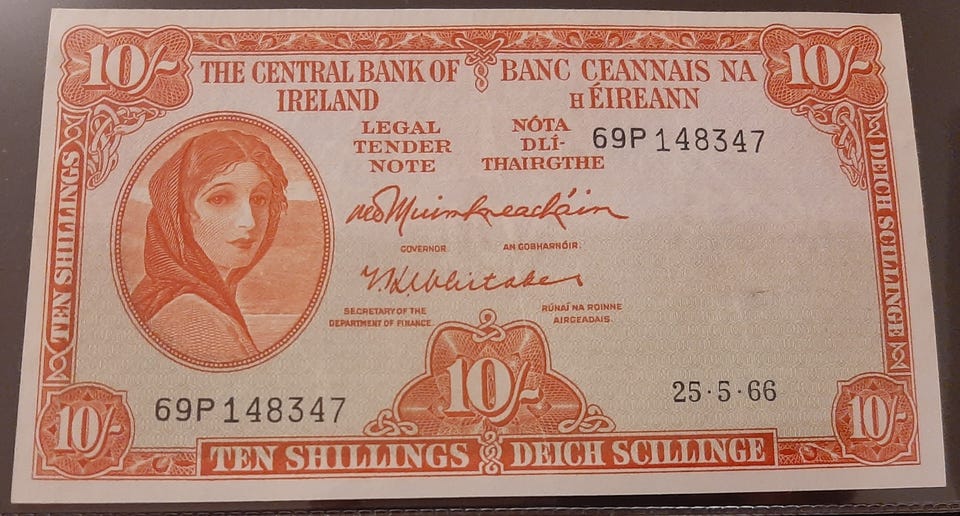 10/-
10/-
THE CENTRAL BANK OF
IRELAND
BANC CEANNAIS NA
H ÉIREANN
LEGAL
TENDER
NOTE
NÓTA
DLÍ-
THAIRGTHE
69P 148347
TEN SHILLINGS
DEICH SCILLINGE
GOVERNOR
AN GOBHARNÓIR.
T. K. Whitaker
SECRETARY OF THE
DEPARTMENT OF FINANCE.
RÚNAÍ NA ROINNE
AIRGEADAIS.
10/-
25·5·66
69P 148347
10/-
10/-
TEN SHILLINGS
DEICH SCILLINGE